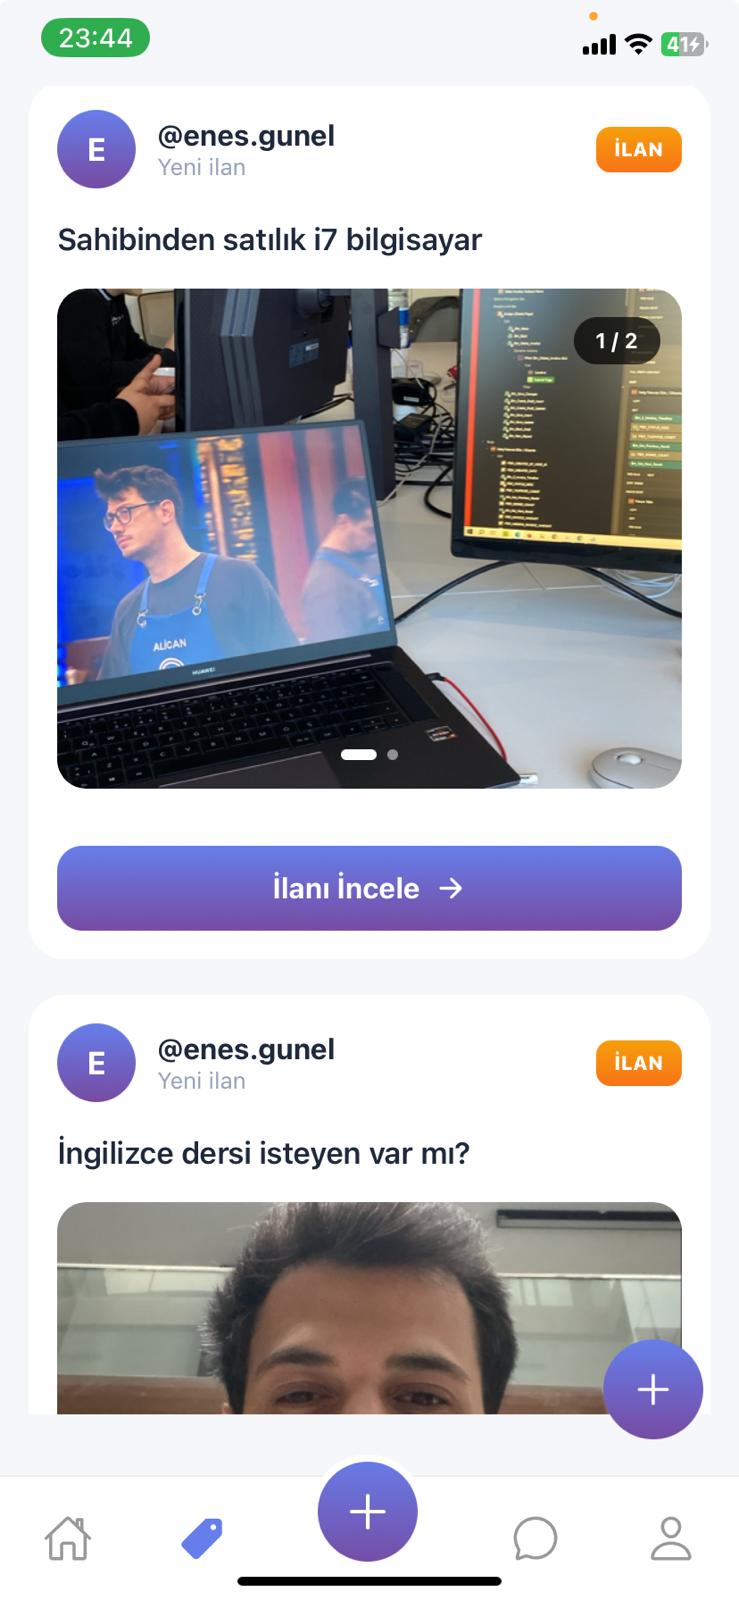 23:44
41
E
@enes.gunel
Yeni ilan
İLAN
Sahibinden satılık i7 bilgisayar
1 / 2
ALİCAN
HUAWEI
İlanı İncele →
E
@enes.gunel
Yeni ilan
İLAN
İngilizce dersi isteyen var mı?